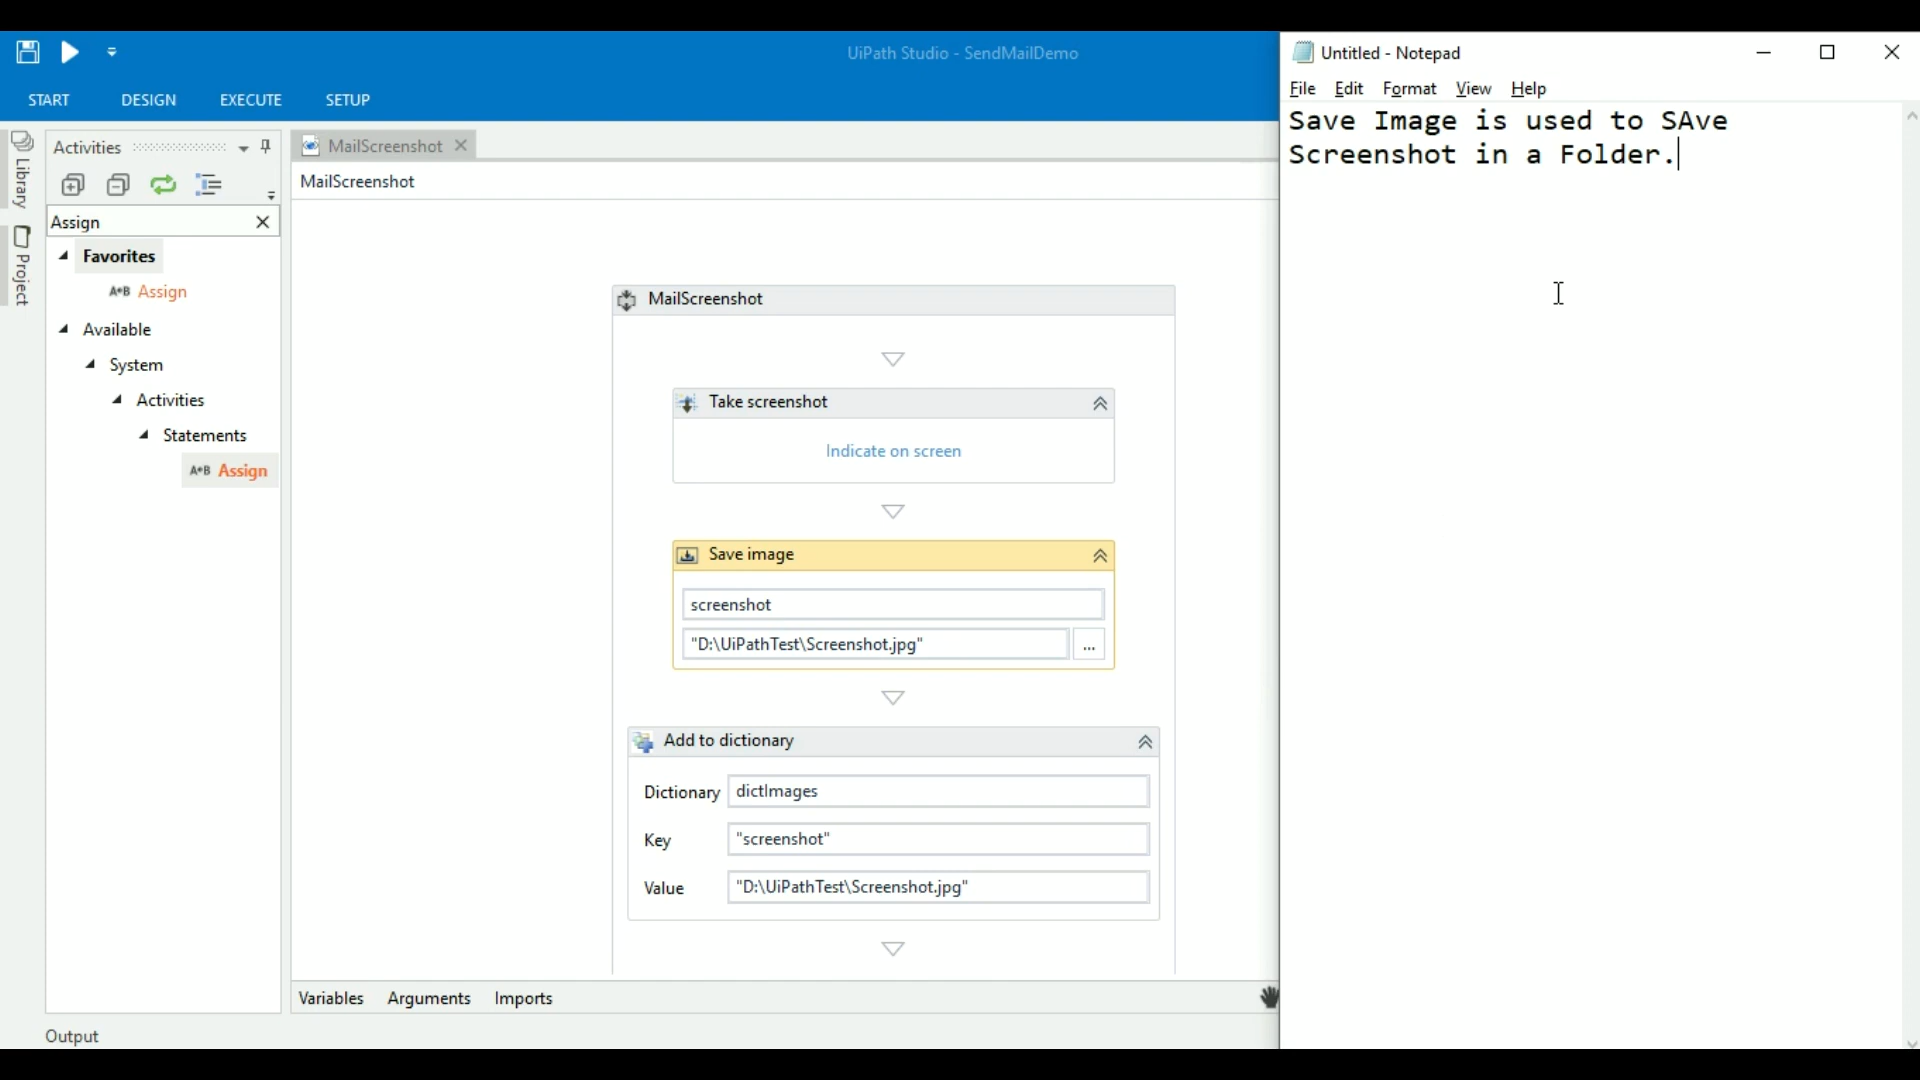 UiPath Studio - SendMailDemo
START DESIGN EXECUTE SETUP
Library
Project
Activities
Assign
Favorites
A+B Assign
Available
System
Activities
Statements
A+B Assign
MailScreenshot
MailScreenshot
MailScreenshot
Take screenshot
Indicate on screen
Save image
screenshot
"D:\UiPathTest\Screenshot.jpg"
...
Add to dictionary
Dictionary dictImages
Key "screenshot"
Value "D:\UiPathTest\Screenshot.jpg"
Variables Arguments Imports
Output
Untitled - Notepad
File Edit Format View Help
Save Image is used to SAve
Screenshot in a Folder.